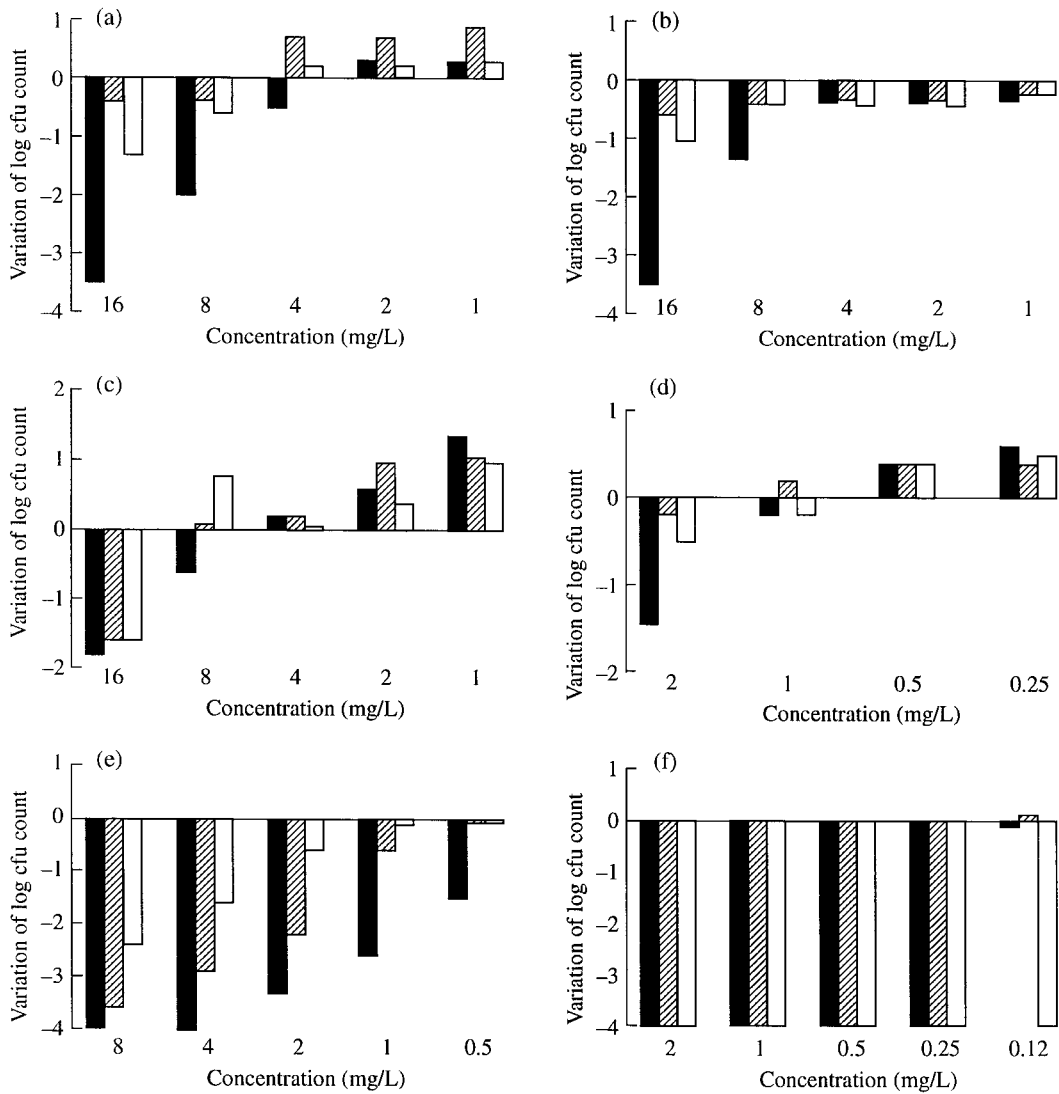 (a)
Variation of log cfu count
1
0
−1
−2
−3
−4
16 8 4 2 1
Concentration (mg/L)
(b)
Variation of log cfu count
1
0
−1
−2
−3
−4
16 8 4 2 1
Concentration (mg/L)
(c)
Variation of log cfu count
2
1
0
−1
−2
16 8 4 2 1
Concentration (mg/L)
(d)
Variation of log cfu count
1
0
−1
−2
2 1 0.5 0.25
Concentration (mg/L)
(e)
Variation of log cfu count
1
0
−1
−2
−3
−4
8 4 2 1 0.5
Concentration (mg/L)
(f)
Variation of log cfu count
1
0
−1
−2
−3
−4
2 1 0.5 0.25 0.12
Concentration (mg/L)